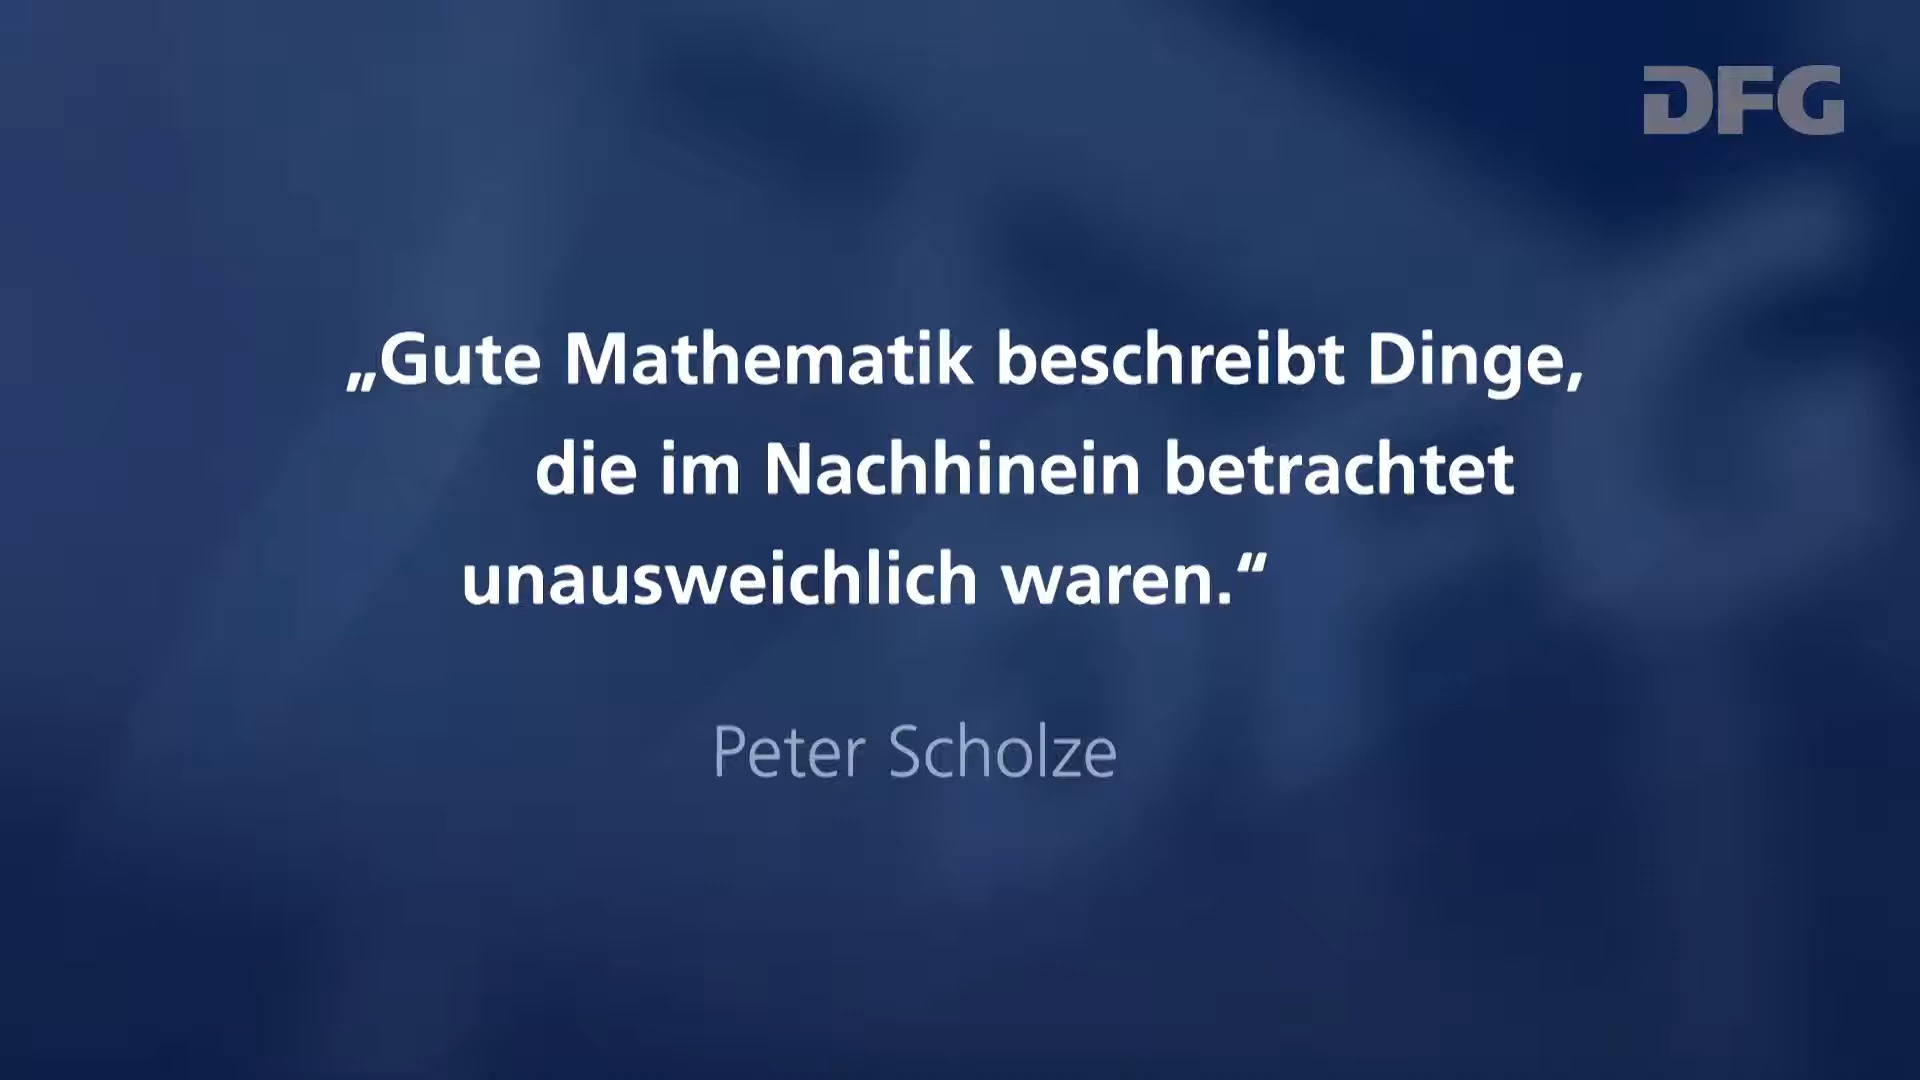 DFG
„Gute Mathematik beschreibt Dinge,
die im Nachhinein betrachtet
unausweichlich waren.“
Peter Scholze